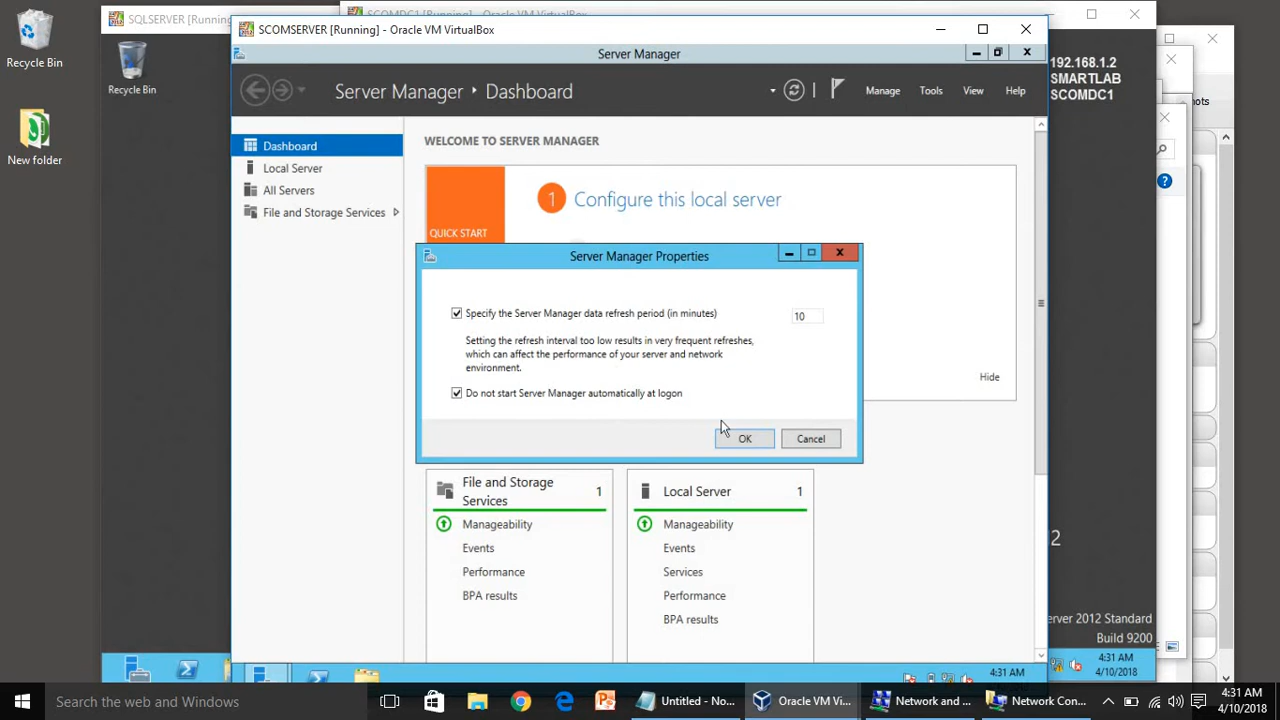 SQLSERVER [Running]
SCOMDC1 [Running] - Oracle VM VirtualBox
SCOMSERVER [Running] - Oracle VM VirtualBox
Recycle Bin
Recycle Bin
New folder
Server Manager
Server Manager
Dashboard
Manage
Tools
View
Help
192.168.1.2
SMARTLAB
SCOMDC1
Dashboard
Local Server
All Servers
File and Storage Services
WELCOME TO SERVER MANAGER
QUICK START
1
Configure this local server
Server Manager Properties
Specify the Server Manager data refresh period (in minutes)
10
Setting the refresh interval too low results in very frequent refreshes,
which can affect the performance of your server and network
environment.
Do not start Server Manager automatically at logon
OK
Cancel
Hide
File and Storage
Services
1
Manageability
Events
Performance
BPA results
Local Server
1
Manageability
Events
Services
Performance
BPA results
2
erver 2012 Standard
Build 9200
4:31 AM
4/10/2018
4:31 AM
Search the web and Windows
Untitled - No...
Oracle VM Vi...
Network and ...
Network Con...
4:31 AM
4/10/2018